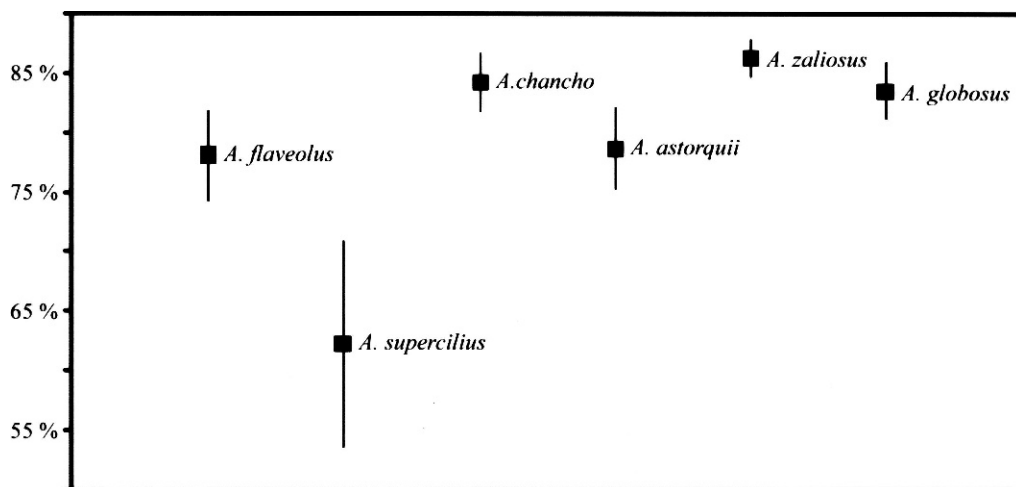 85 %
75 %
65 %
55 %
A. flaveolus
A. supercilius
A.chancho
A. astorquii
A. zaliosus
A. globosus